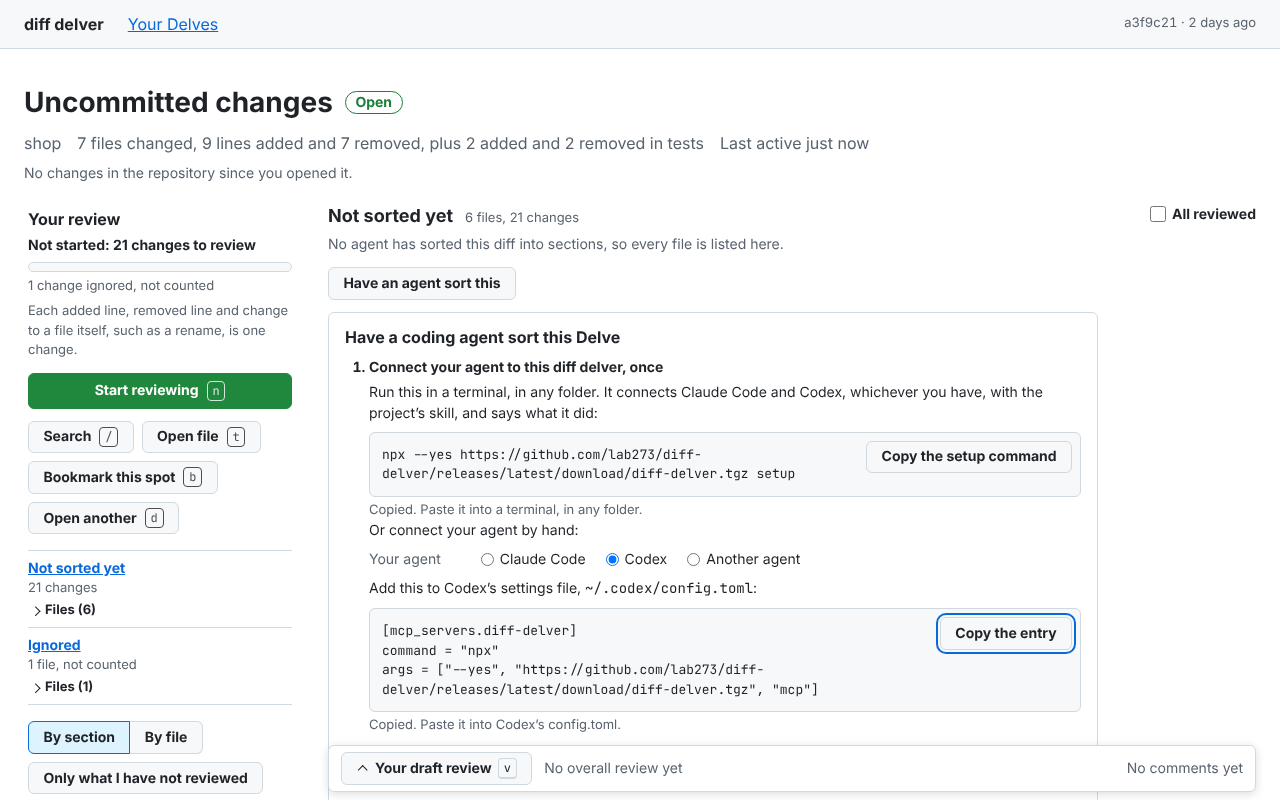 diff delver
Your Delves
a3f9c21 · 2 days ago
Uncommitted changes
Open
shop 7 files changed, 9 lines added and 7 removed, plus 2 added and 2 removed in tests Last active just now
No changes in the repository since you opened it.
Your review
Not started: 21 changes to review
1 change ignored, not counted
Each added line, removed line and change
to a file itself, such as a rename, is one
change.
Start reviewing n
Search /
Open file t
Bookmark this spot b
Open another d
Not sorted yet
21 changes
Files (6)
Ignored
1 file, not counted
Files (1)
By section
By file
Only what I have not reviewed
Not sorted yet 6 files, 21 changes
All reviewed
No agent has sorted this diff into sections, so every file is listed here.
Have an agent sort this
Have a coding agent sort this Delve
1. Connect your agent to this diff delver, once
Run this in a terminal, in any folder. It connects Claude Code and Codex, whichever you have, with the
project’s skill, and says what it did:
npx --yes https://github.com/lab273/diff-
delver/releases/latest/download/diff-delver.tgz setup
Copy the setup command
Copied. Paste it into a terminal, in any folder.
Or connect your agent by hand:
Your agent
Claude Code
Codex
Another agent
Add this to Codex’s settings file, ~/.codex/config.toml:
[mcp_servers.diff-delver]
command = "npx"
args = ["--yes", "https://github.com/lab273/diff-
delver/releases/latest/download/diff-delver.tgz", "mcp"]
Copy the entry
Copied. Paste it into Codex’s config.toml.
Your draft review v
No overall review yet
No comments yet